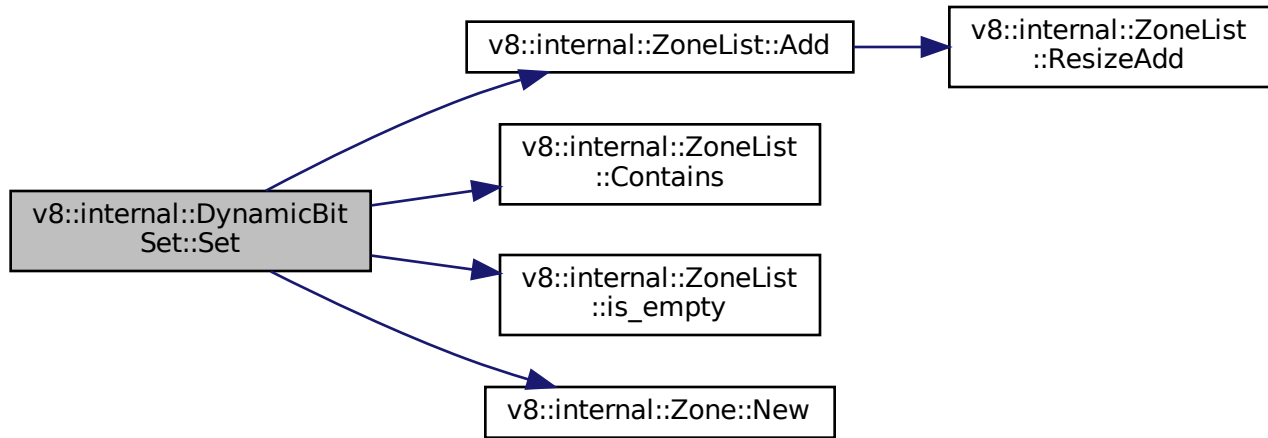 v8::internal::DynamicBit
Set::Set
v8::internal::ZoneList::Add
v8::internal::ZoneList
::ResizeAdd
v8::internal::ZoneList
::Contains
v8::internal::ZoneList
::is_empty
v8::internal::Zone::New